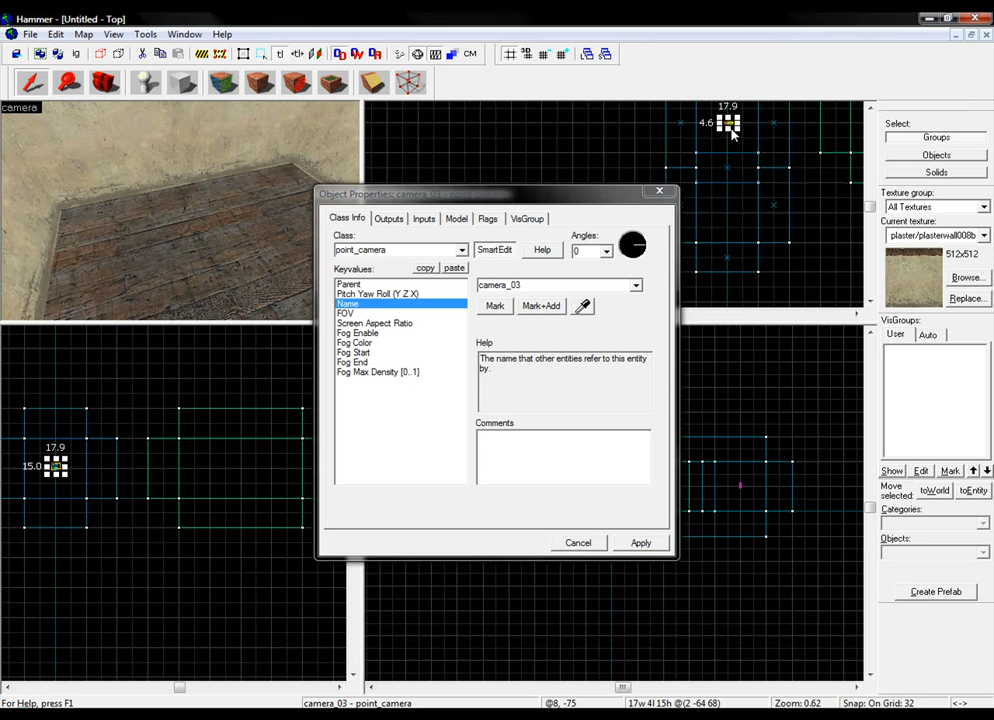 Hammer - [Untitled - Top]
File Edit Map View Tools Window Help
ig tl CM
camera
17.9
4.6
Select:
Groups
Objects
Solids
Texture group:
All Textures
Current texture:
plaster/plasterwall008b
512x512
Browse...
Replace...
VisGroups:
User Auto
Show Edit Mark
Move selected:
toWorld toEntity
Categories:
Objects:
Create Prefab
Object Properties: camera_03 - point_camera
Class Info Outputs Inputs Model Flags VisGroup
Class:
point_camera
SmartEdit Help
Angles:
0
Keyvalues:
copy paste
Parent
Pitch Yaw Roll (Y Z X)
Name
FOV
Screen Aspect Ratio
Fog Enable
Fog Color
Fog Start
Fog End
Fog Max Density [0..1]
camera_03
Mark Mark+Add
Help
The name that other entities refer to this entity
by.
Comments
Cancel Apply
17.9
15.0
For Help, press F1
camera_03 - point_camera
@8, -75
17w 4l 15h @(2 -64 68)
Zoom: 0.62
Snap: On Grid: 32
<->